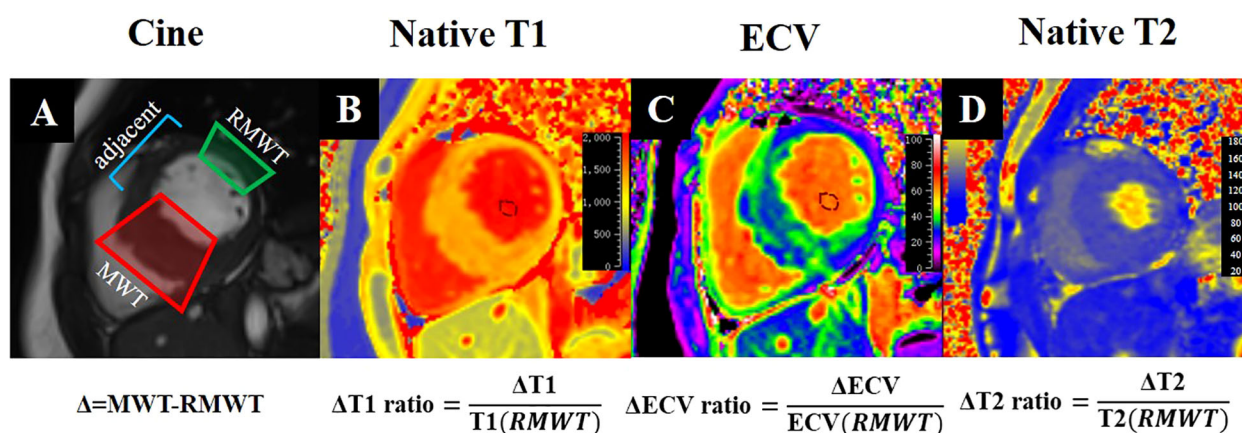 Cine
Native T1
ECV
Native T2
A
adjacent
RMWT
MWT
B
2,000
1,500
1,000
500
0
C
100
80
60
40
20
0
D
180
160
140
120
100
80
60
40
20
Δ=MWT-RMWT
ΔT1 ratio = ΔT1
T1(RMWT)
ΔECV ratio = ΔECV
ECV(RMWT)
ΔT2 ratio = ΔT2
T2(RMWT)